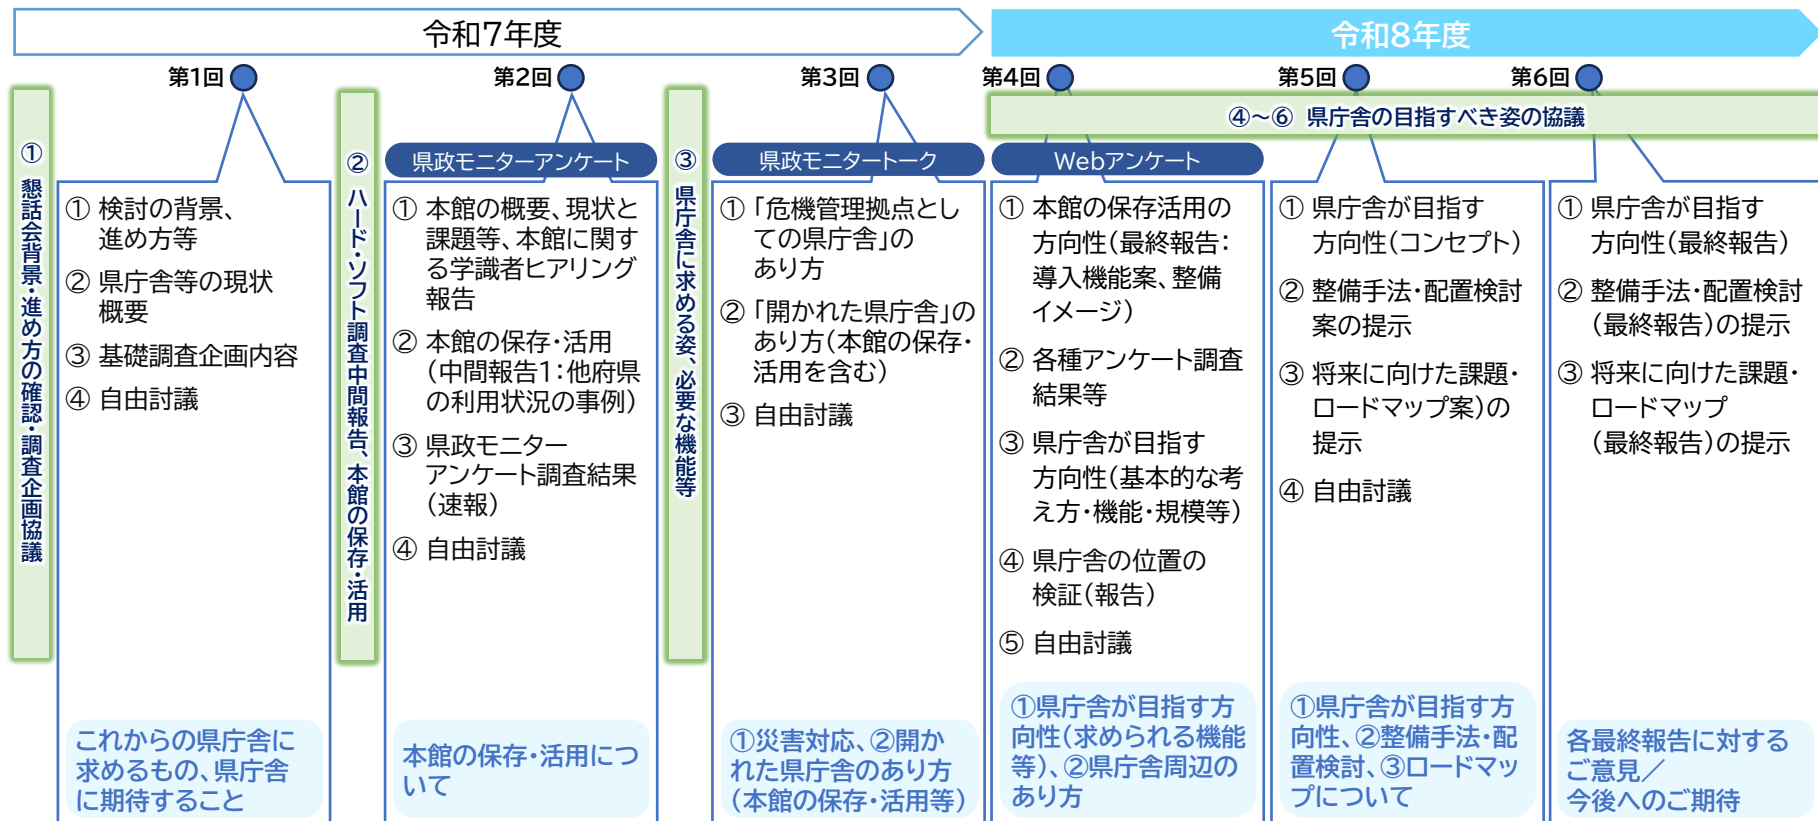 令和7年度
令和8年度
第1回
第2回
第3回
第4回
第5回
第6回
④～⑥ 県庁舎の目指すべき姿の協議
① 懇話会背景・進め方の確認・調査企画協議
① 検討の背景、
進め方等
② 県庁舎等の現状
概要
③ 基礎調査企画内容
④ 自由討議
これからの県庁舎に
求めるもの、県庁舎
に期待すること
② ハード・ソフト調査中間報告、本館の保存・活用
県政モニターアンケート
① 本館の概要、現状と
課題等、本館に関す
る学識者ヒアリング
報告
② 本館の保存・活用
（中間報告1：他府県
の利用状況の事例）
③ 県政モニター
アンケート調査結果
（速報）
④ 自由討議
本館の保存・活用につ
いて
③ 県庁舎に求める姿、必要な機能等
県政モニタートーク
① 「危機管理拠点とし
ての県庁舎」の
あり方
② 「開かれた県庁舎」の
あり方（本館の保存・
活用を含む）
③ 自由討議
①災害対応、②開か
れた県庁舎のあり方
（本館の保存・活用等）
Webアンケート
① 本館の保存活用の
方向性（最終報告：
導入機能案、整備
イメージ）
② 各種アンケート調査
結果等
③ 県庁舎が目指す
方向性（基本的な考
え方・機能・規模等）
④ 県庁舎の位置の
検証（報告）
⑤ 自由討議
①県庁舎が目指す方
向性（求められる機能
等）、②県庁舎周辺の
あり方
① 県庁舎が目指す
方向性（コンセプト）
② 整備手法・配置検討
案の提示
③ 将来に向けた課題・
ロードマップ案）の
提示
④ 自由討議
①県庁舎が目指す方
向性、②整備手法・配
置検討、③ロードマッ
プについて
① 県庁舎が目指す
方向性（最終報告）
② 整備手法・配置検討
（最終報告）の提示
③ 将来に向けた課題・
ロードマップ
（最終報告）の提示
各最終報告に対する
ご意見／
今後へのご期待